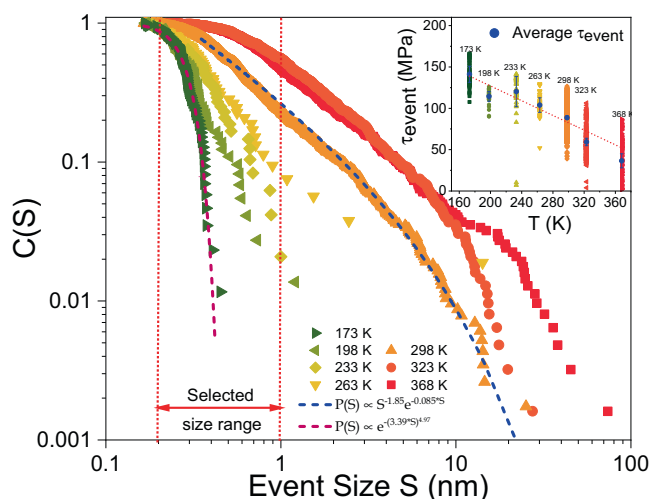 1
0.1
0.01
0.001
C(S)
0.1
1
10
100
Event Size S (nm)
Selected
size range
173 K
198 K
233 K
263 K
298 K
323 K
368 K
P(S) ∝ S^-1.85 e^-0.085*S
P(S) ∝ e^-(3.39*S)^4.97
Average τevent
τevent (MPa)
200
150
100
50
0
173 K
198 K
233 K
263 K
298 K
323 K
368 K
160 200 240 280 320 360
T (K)